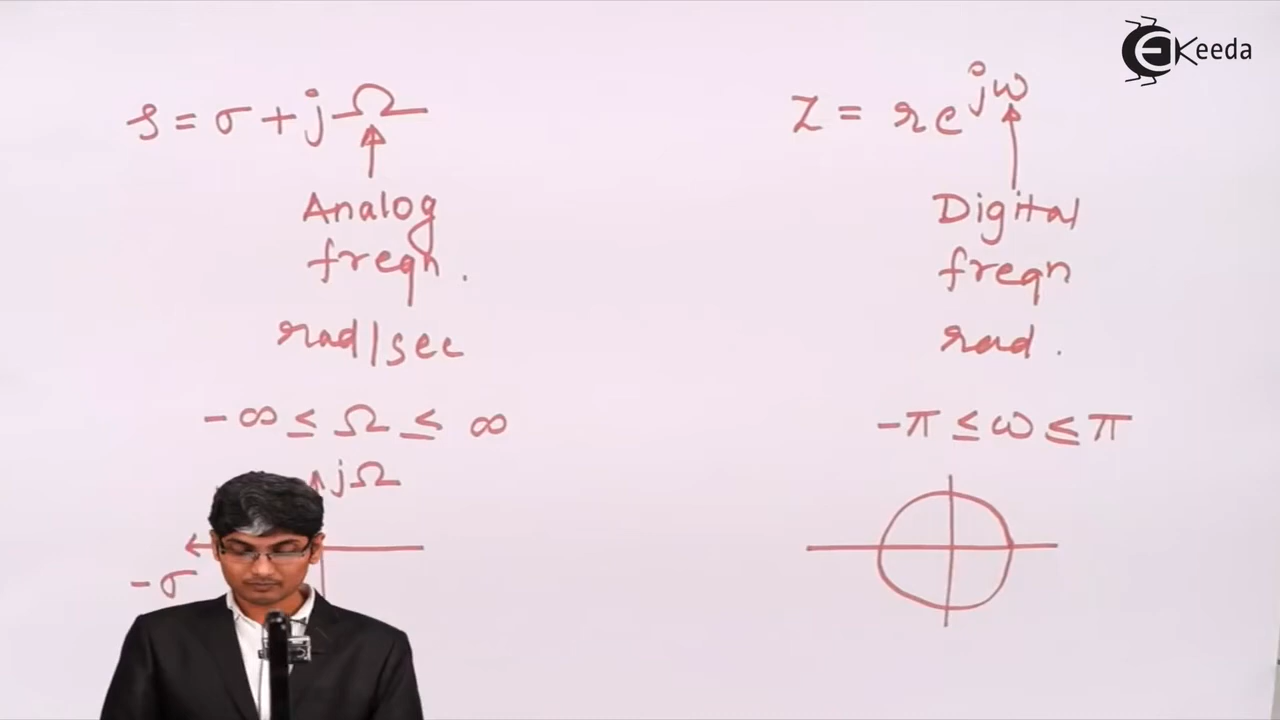 EKeeda
s = σ + jΩ
Analog
freqn.
rad/sec
-∞ ≤ Ω ≤ ∞
jΩ
-σ
Z = re^jω
Digital
freqn
rad.
-π ≤ ω ≤ π